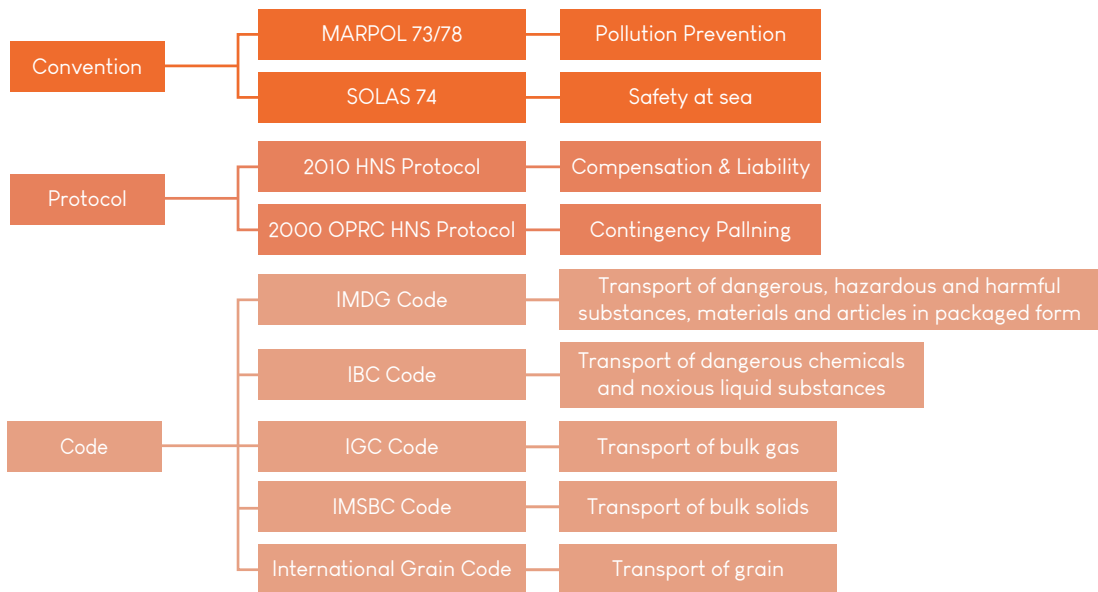 Convention
MARPOL 73/78
Pollution Prevention
SOLAS 74
Safety at sea
Protocol
2010 HNS Protocol
Compensation & Liability
2000 OPRC HNS Protocol
Contingency Pallning
Code
IMDG Code
Transport of dangerous, hazardous and harmful
substances, materials and articles in packaged form
IBC Code
Transport of dangerous chemicals
and noxious liquid substances
IGC Code
Transport of bulk gas
IMSBC Code
Transport of bulk solids
International Grain Code
Transport of grain